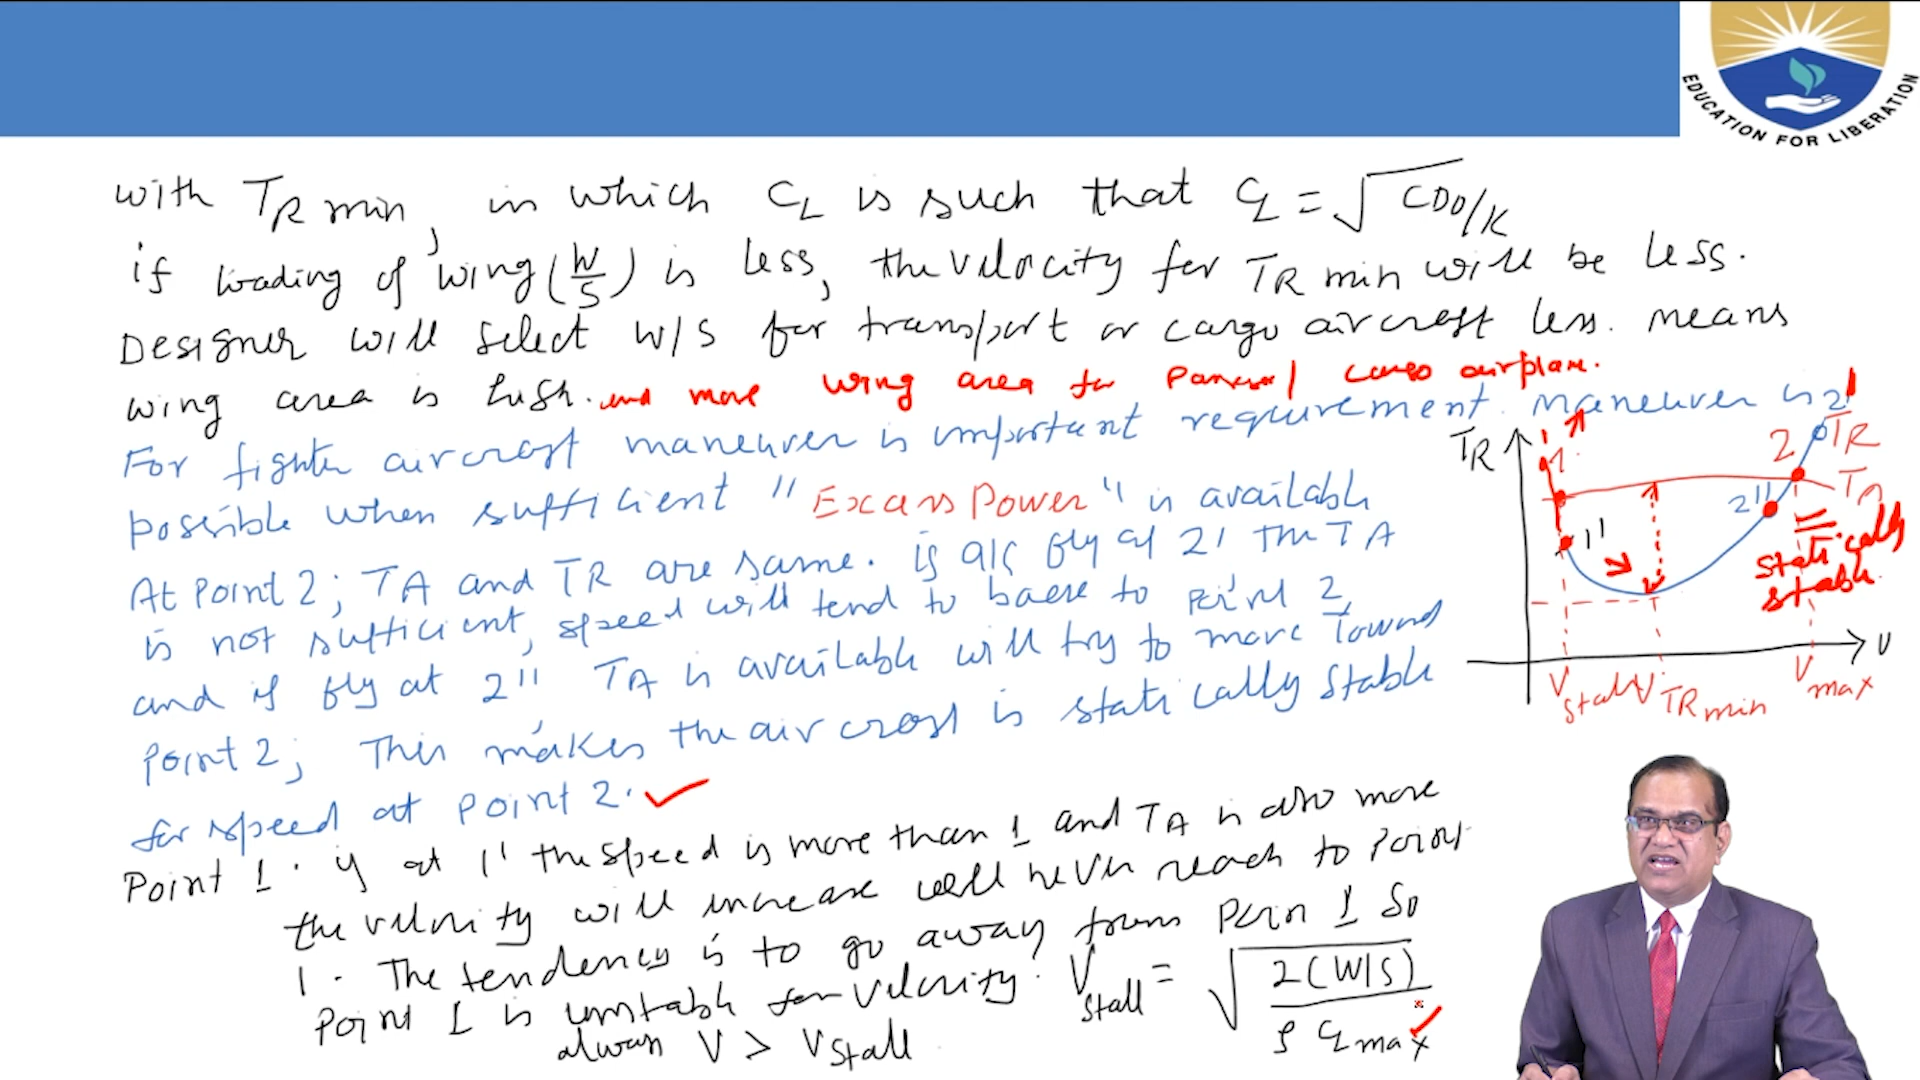 EDUCATION FOR LIBERATION
with TR min, in which CL is such that CL = √CDO/K
if loading of wing (W/S) is less, the velocity for TR min will be less.
Designer will select W/S for transport or cargo aircraft less. means
wing area is high. and more wing area for cargo airplane.
For fighter aircraft maneuver is important requirement. Maneuver is
possible when sufficient "Excess Power" is available
At point 2; TA and TR are same. if a/c fly at 2' the TA
is not sufficient, speed will tend to back to point 2
and if fly at 2'' TA is available will try to move Toward
point 2; This makes the aircraft is statically stable
for speed at point 2.
Point 1. if at 1' the speed is more than 1 and TA is also more
the velocity will increase will never reach to point
1. The tendency is to go away from point 1 So
point 1 is unstable for velocity. Vstall = √2(W/S)/ρ CL max
always V > Vstall
TR
2'
2
TR
TA
1
1'
2''
statically
stable
V
V stall
V TR min
V max